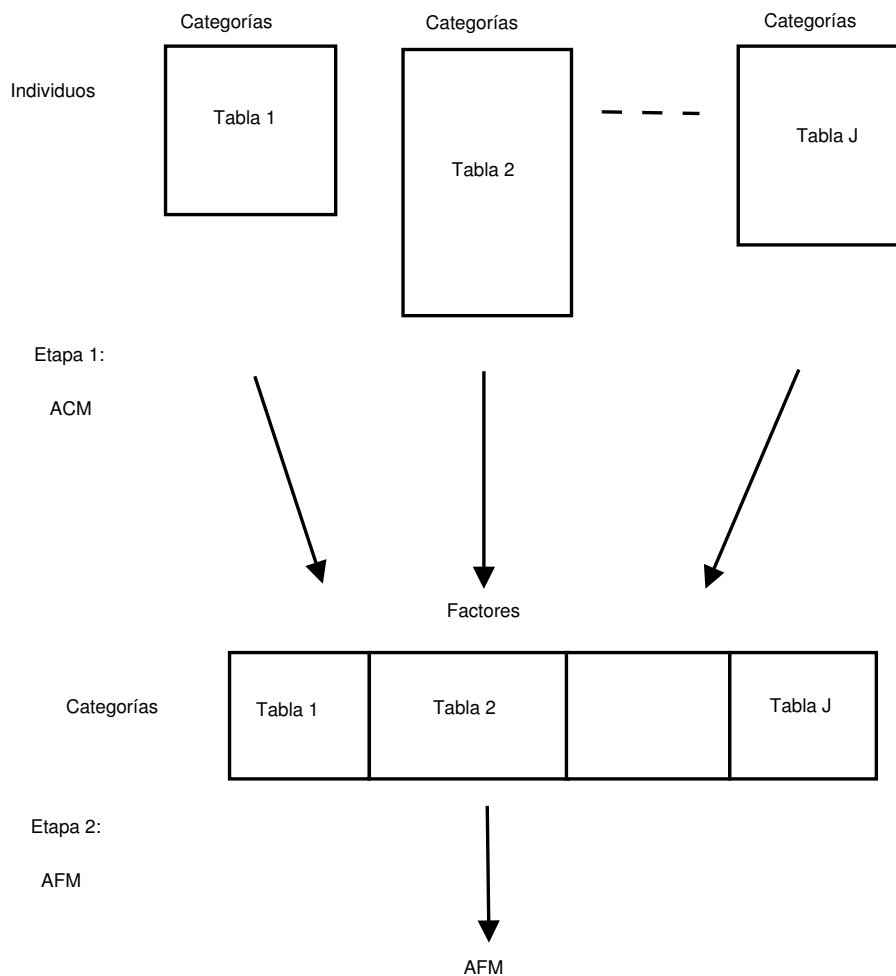 Categorías
Categorías
Categorías
Individuos
Tabla 1
Tabla 2
Tabla J
Etapa 1:
ACM
Factores
Categorías
Tabla 1
Tabla 2
Tabla J
Etapa 2:
AFM
AFM